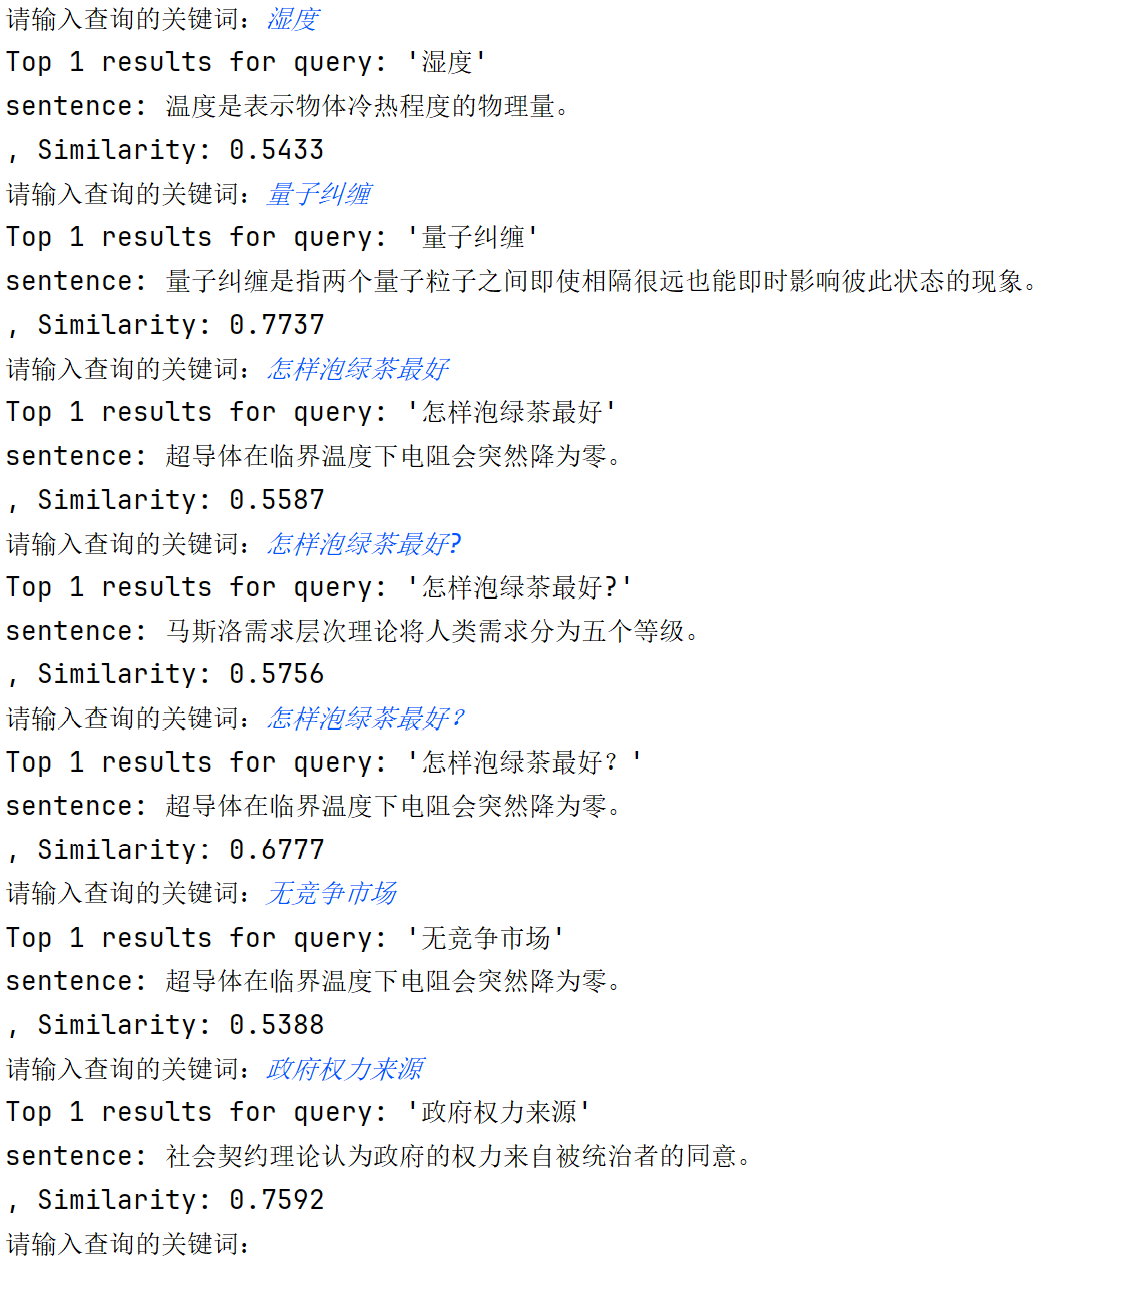 请输入查询的关键词：湿度
Top 1 results for query: '湿度'
sentence: 温度是表示物体冷热程度的物理量。
, Similarity: 0.5433
请输入查询的关键词：量子纠缠
Top 1 results for query: '量子纠缠'
sentence: 量子纠缠是指两个量子粒子之间即使相隔很远也能即时影响彼此状态的现象。
, Similarity: 0.7737
请输入查询的关键词：怎样泡绿茶最好
Top 1 results for query: '怎样泡绿茶最好'
sentence: 超导体在临界温度下电阻会突然降为零。
, Similarity: 0.5587
请输入查询的关键词：怎样泡绿茶最好?
Top 1 results for query: '怎样泡绿茶最好?'
sentence: 马斯洛需求层次理论将人类需求分为五个等级。
, Similarity: 0.5756
请输入查询的关键词：怎样泡绿茶最好？
Top 1 results for query: '怎样泡绿茶最好？'
sentence: 超导体在临界温度下电阻会突然降为零。
, Similarity: 0.6777
请输入查询的关键词：无竞争市场
Top 1 results for query: '无竞争市场'
sentence: 超导体在临界温度下电阻会突然降为零。
, Similarity: 0.5388
请输入查询的关键词：政府权力来源
Top 1 results for query: '政府权力来源'
sentence: 社会契约理论认为政府的权力来自被统治者的同意。
, Similarity: 0.7592
请输入查询的关键词：